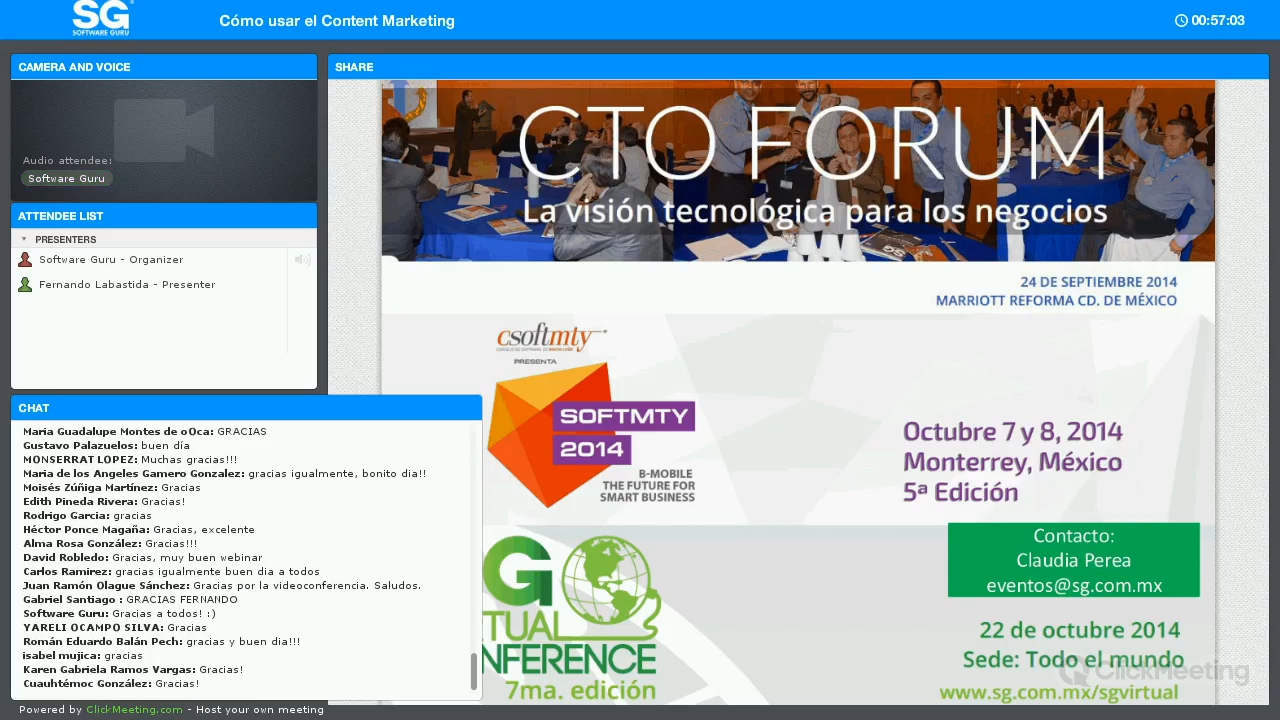 SG
SOFTWARE GURU
Cómo usar el Content Marketing
00:57:03
CAMERA AND VOICE
Audio attendee:
Software Guru
ATTENDEE LIST
PRESENTERS
Software Guru - Organizer
Fernando Labastida - Presenter
CHAT
Maria Guadalupe Montes de oOca: GRACIAS
Gustavo Palazuelos: buen día
MONSERRAT LOPEZ: Muchas gracias!!!
Maria de los Angeles Gamero Gonzalez: gracias igualmente, bonito dia!!
Moisés Zúñiga Martínez: Gracias
Edith Pineda Rivera: Gracias!
Rodrigo Garcia: gracias
Héctor Ponce Magaña: Gracias, excelente
Alma Rosa González: Gracias!!!
David Robledo: Gracias, muy buen webinar
Carlos Ramirez: gracias igualmente buen dia a todos
Juan Ramón Olague Sánchez: Gracias por la videoconferencia. Saludos.
Gabriel Santiago : GRACIAS FERNANDO
Software Guru: Gracias a todos! :)
YARELI OCAMPO SILVA: Gracias
Román Eduardo Balán Pech: gracias y buen dia!!!
isabel mujica: gracias
Karen Gabriela Ramos Vargas: Gracias!
Cuauhtémoc González: Gracias!
Powered by ClickMeeting.com - Host your own meeting
SHARE
CTO FORUM
La visión tecnológica para los negocios
24 DE SEPTIEMBRE 2014
MARRIOTT REFORMA CD. DE MÉXICO
csoftmty
PRESENTA
SOFTMTY
2014
B-MOBILE
THE FUTURE FOR
SMART BUSINESS
Octubre 7 y 8, 2014
Monterrey, México
5ª Edición
Contacto:
Claudia Perea
eventos@sg.com.mx
G
TUAL
NFERENCE
7ma. edición
22 de octubre 2014
Sede: Todo el mundo
ClickMeeting
www.sg.com.mx/sgvirtual